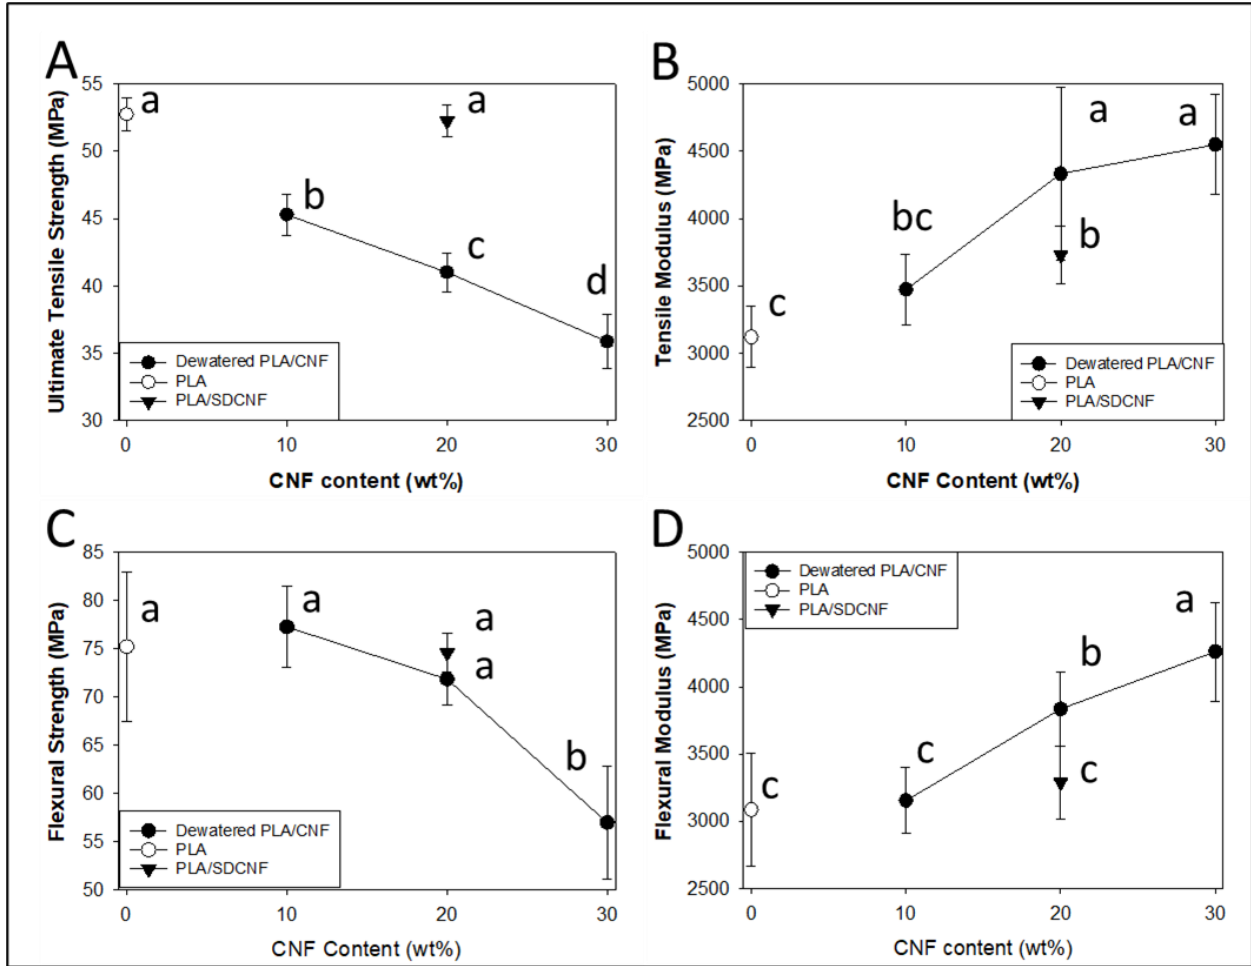 A
55
50
45
40
35
30
Ultimate Tensile Strength (MPa)
a
a
b
c
d
Dewatered PLA/CNF
PLA
PLA/SDCNF
0
10
20
30
CNF content (wt%)
B
5000
4500
4000
3500
3000
2500
Tensile Modulus (MPa)
a
a
bc
b
c
Dewatered PLA/CNF
PLA
PLA/SDCNF
0
10
20
30
CNF Content (wt%)
C
85
80
75
70
65
60
55
50
Flexural Strength (MPa)
a
a
a
a
b
Dewatered PLA/CNF
PLA
PLA/SDCNF
0
10
20
30
CNF Content (wt%)
D
5000
4500
4000
3500
3000
2500
Flexural Modulus (MPa)
Dewatered PLA/CNF
PLA
PLA/SDCNF
a
b
c
c
c
0
10
20
30
CNF content (wt%)